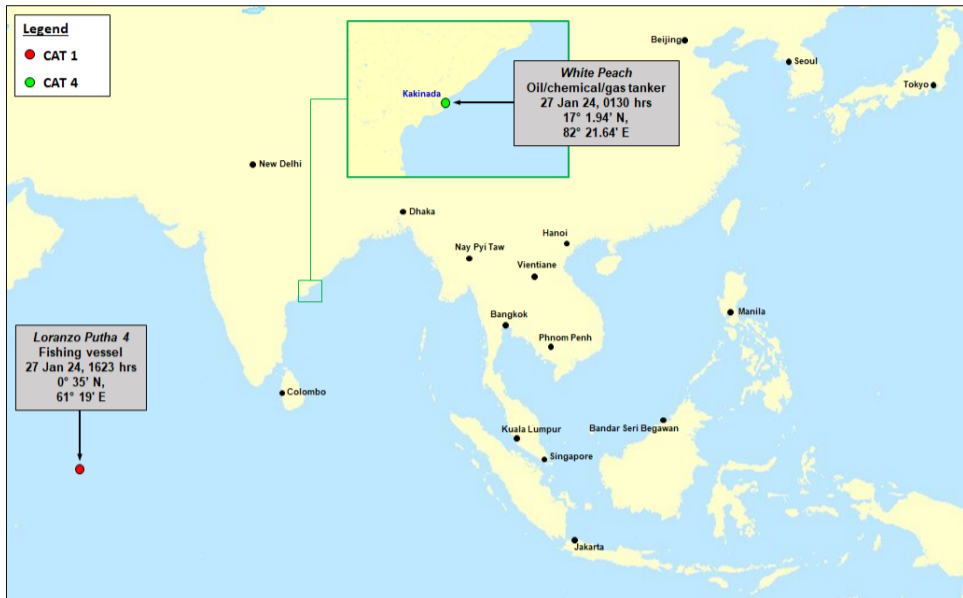 Legend
CAT 1
CAT 4
White Peach
Oil/chemical/gas tanker
27 Jan 24, 0130 hrs
17° 1.94' N,
82° 21.64' E
Kakinada
Beijing
Seoul
Tokyo
New Delhi
Dhaka
Hanoi
Nay Pyi Taw
Vientiane
Bangkok
Manila
Phnom Penh
Loranzo Putha 4
Fishing vessel
27 Jan 24, 1623 hrs
0° 35' N,
61° 19' E
Colombo
Kuala Lumpur
Bandar Seri Begawan
Singapore
Jakarta